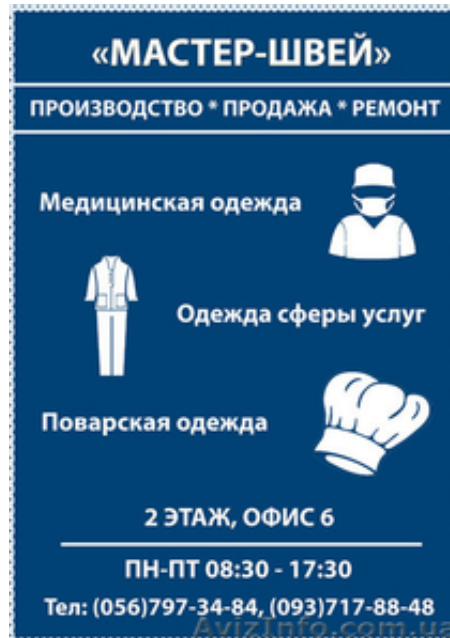 «МАСТЕР-ШВЕЙ»
ПРОИЗВОДСТВО * ПРОДАЖА * РЕМОНТ
Медицинская одежда
Одежда сферы услуг
Поварская одежда
2 ЭТАЖ, ОФИС 6
ПН-ПТ 08:30 - 17:30
Тел: (056)797-34-84, (093)717-88-48
AvizInfo.com.ua